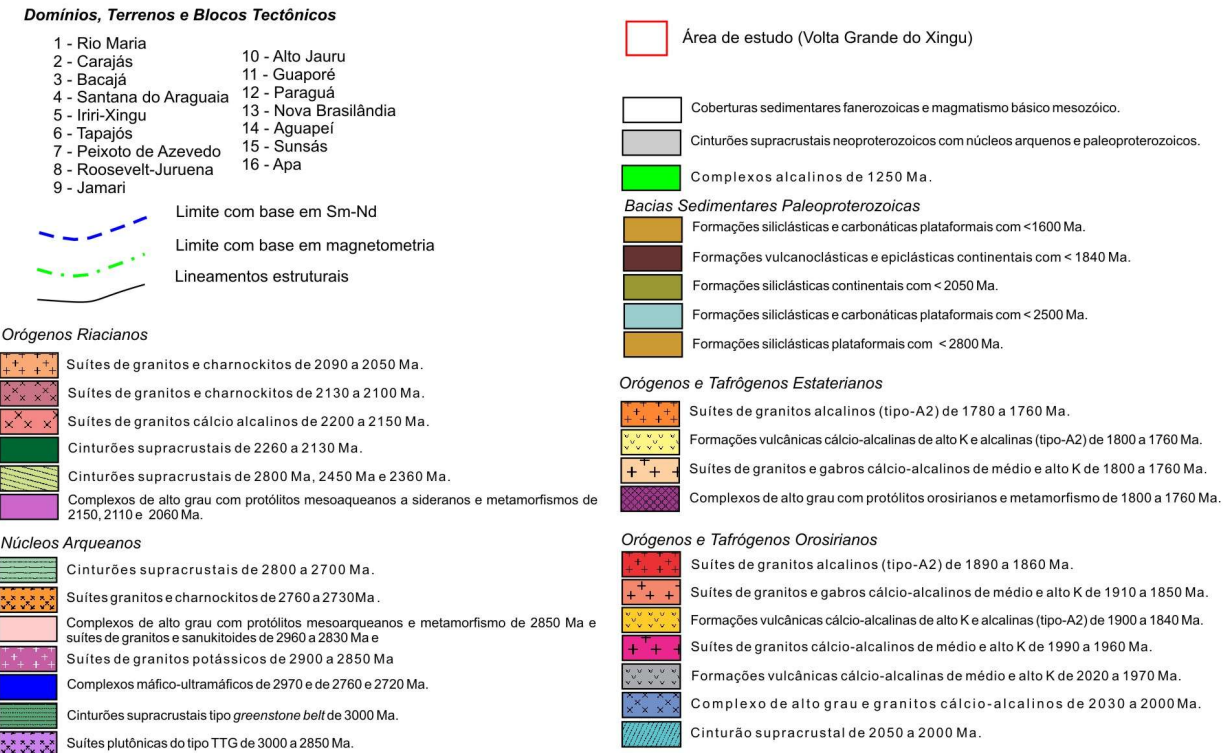 Domínios, Terrenos e Blocos Tectônicos
1 - Rio Maria
2 - Carajás
3 - Bacajá
4 - Santana do Araguaia
5 - Iriri-Xingu
6 - Tapajós
7 - Peixoto de Azevedo
8 - Roosevelt-Juruena
9 - Jamari
10 - Alto Jauru
11 - Guaporé
12 - Paraguá
13 - Nova Brasilândia
14 - Aguapeí
15 - Sunsás
16 - Apa
Limite com base em Sm-Nd
Limite com base em magnetometria
Lineamentos estruturais
Orógenos Riacianos
Suítes de granitos e charnockitos de 2090 a 2050 Ma.
Suítes de granitos e charnockitos de 2130 a 2100 Ma.
Suítes de granitos cálcio alcalinos de 2200 a 2150 Ma.
Cinturões supracrustais de 2260 a 2130 Ma.
Cinturões supracrustais de 2800 Ma, 2450 Ma e 2360 Ma.
Complexos de alto grau com protólitos mesoaqueanos a sideranos e metamorfismos de
2150, 2110 e 2060 Ma.
Núcleos Arqueanos
Cinturões supracrustais de 2800 a 2700 Ma.
Suítes granitos e charnockitos de 2760 a 2730Ma.
Complexos de alto grau com protólitos mesoarqueanos e metamorfismo de 2850 Ma e
suítes de granitos e sanukitoides de 2960 a 2830 Ma e
Suítes de granitos potássicos de 2900 a 2850 Ma
Complexos máfico-ultramáficos de 2970 e de 2760 e 2720 Ma.
Cinturões supracrustais tipo greenstone belt de 3000 Ma.
Suítes plutônicas do tipo TTG de 3000 a 2850 Ma.
Área de estudo (Volta Grande do Xingu)
Coberturas sedimentares fanerozoicas e magmatismo básico mesozóico.
Cinturões supracrustais neoproterozoicos com núcleos arquenos e paleoproterozoicos.
Complexos alcalinos de 1250 Ma.
Bacias Sedimentares Paleoproterozoicas
Formações siliclásticas e carbonáticas plataformais com <1600 Ma.
Formações vulcanoclásticas e epiclásticas continentais com < 1840 Ma.
Formações siliclásticas continentais com < 2050 Ma.
Formações siliclásticas e carbonáticas plataformais com < 2500 Ma.
Formações siliclásticas plataformais com < 2800 Ma.
Orógenos e Tafrôgenos Estaterianos
Suítes de granitos alcalinos (tipo-A2) de 1780 a 1760 Ma.
Formações vulcânicas cálcio-alcalinas de alto K e alcalinas (tipo-A2) de 1800 a 1760 Ma.
Suítes de granitos e gabros cálcio-alcalinos de médio e alto K de 1800 a 1760 Ma.
Complexos de alto grau com protólitos orosirianos e metamorfismo de 1800 a 1760 Ma.
Orógenos e Tafrógenos Orosirianos
Suítes de granitos alcalinos (tipo-A2) de 1890 a 1860 Ma.
Suítes de granitos e gabros cálcio-alcalinos de médio e alto K de 1910 a 1850 Ma.
Formações vulcânicas cálcio-alcalinas de alto K e alcalinas (tipo-A2) de 1900 a 1840 Ma.
Suítes de granitos cálcio-alcalinos de médio e alto K de 1990 a 1960 Ma.
Formações vulcânicas cálcio-alcalinas de médio e alto K de 2020 a 1970 Ma.
Complexo de alto grau e granitos cálcio-alcalinos de 2030 a 2000 Ma.
Cinturão supracrustal de 2050 a 2000 Ma.